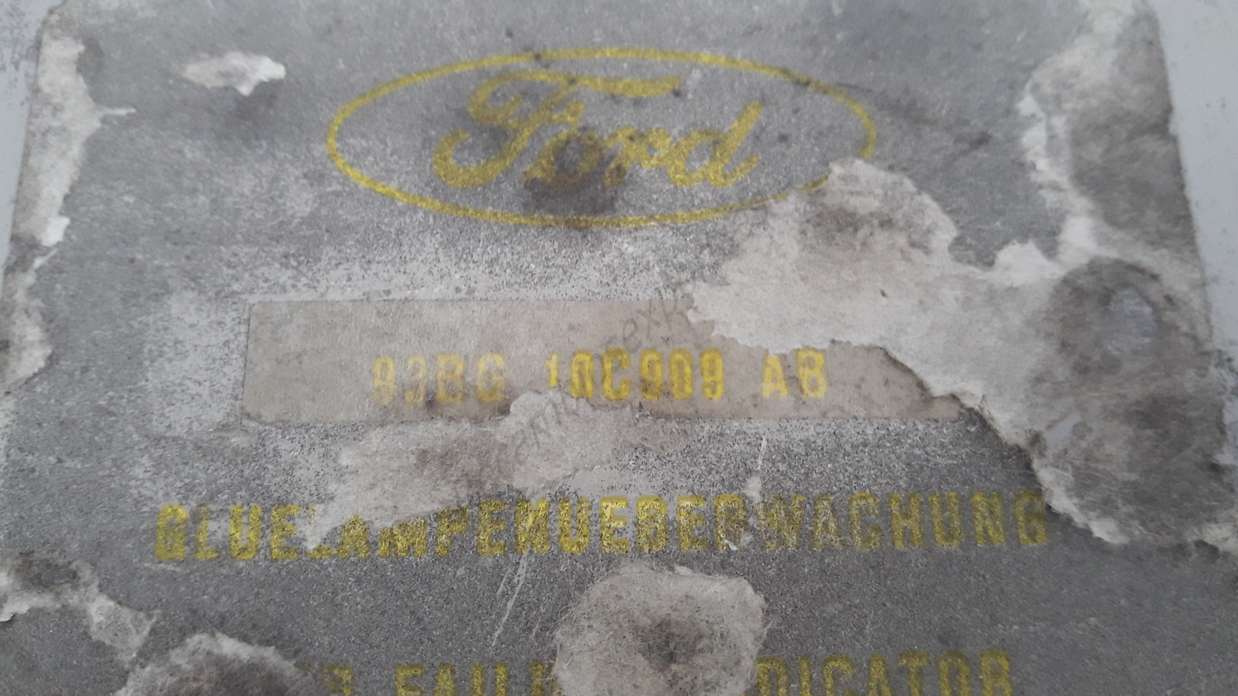 Ford
93BG 10C909 AB
GLUELAMPENUEBERWACHUNG